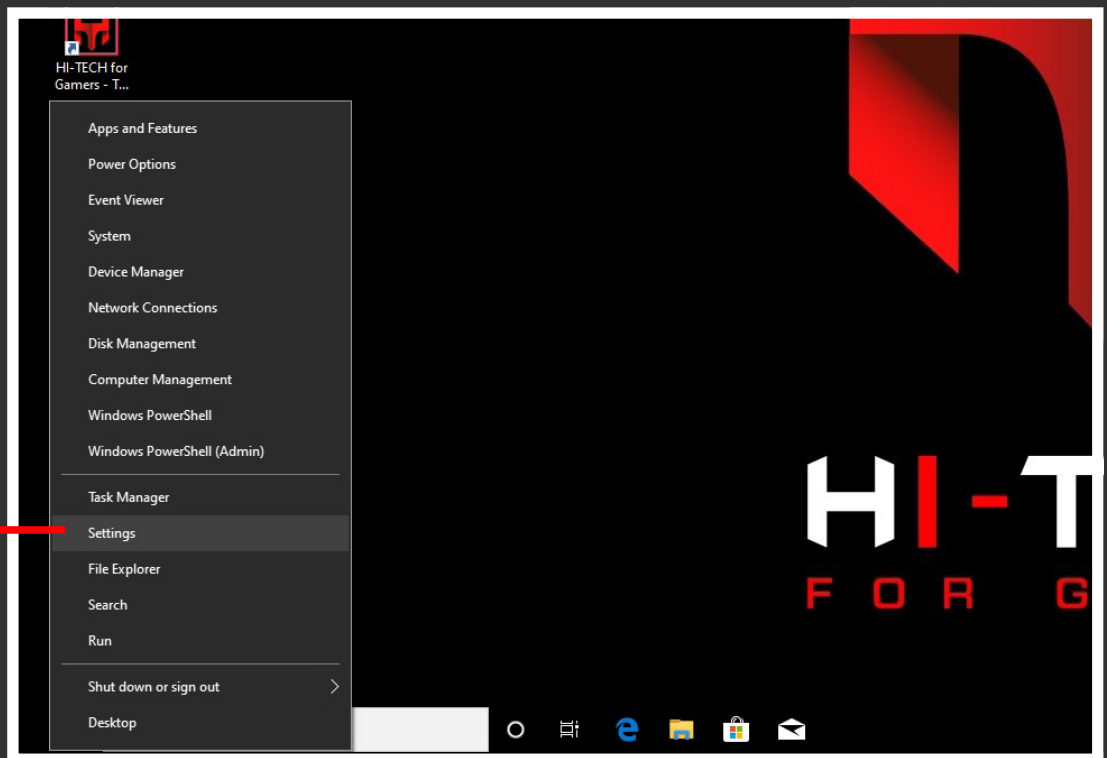 HI-TECH for
Gamers - T...
Apps and Features
Power Options
Event Viewer
System
Device Manager
Network Connections
Disk Management
Computer Management
Windows PowerShell
Windows PowerShell (Admin)
Task Manager
Settings
File Explorer
Search
Run
Shut down or sign out
Desktop
HI-T
FOR G